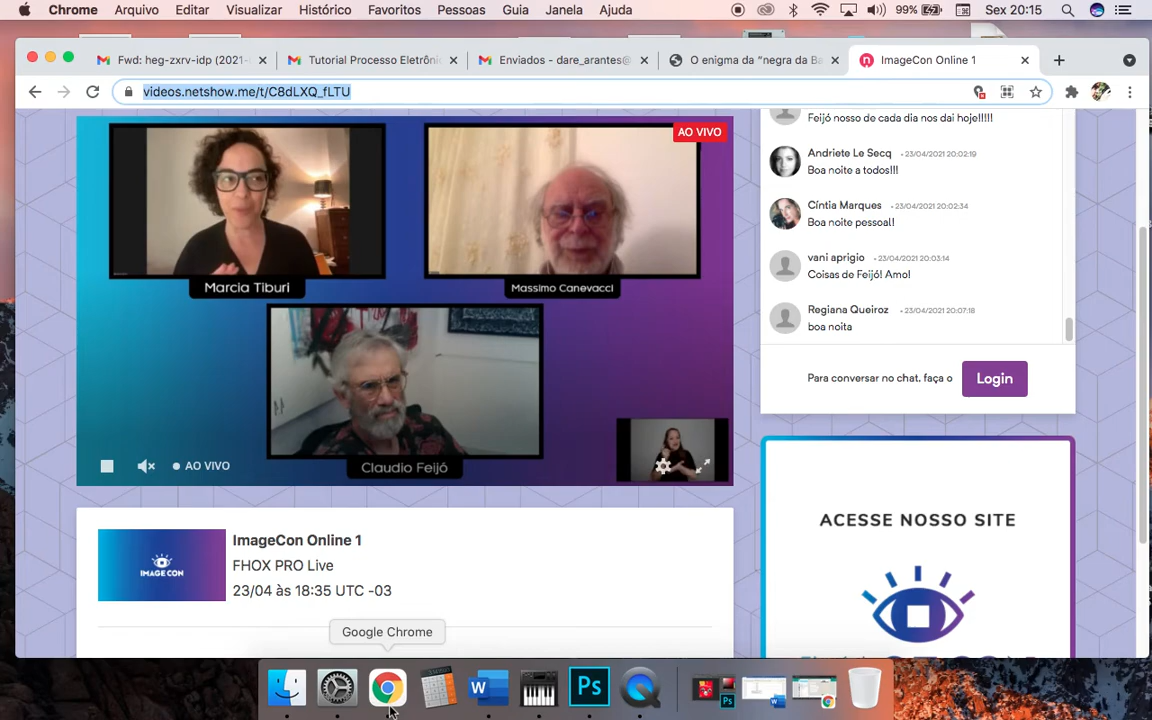 Chrome Arquivo Editar Visualizar Histórico Favoritos Pessoas Guia Janela Ajuda 99% Sex 20:15
Fwd: heg-zxrv-idp (2021- Tutorial Processo Eletrôni Enviados - dare_arantes@ O enigma da “negra da Ba ImageCon Online 1
videos.netshow.me/t/C8dLXQ_fLTU
AO VIVO
Marcia Tiburi
Massimo Canevacci
Claudio Feijó
AO VIVO
Feijó nosso de cada dia nos dai hoje!!!!!
Andriete Le Secq • 23/04/2021 20:02:19
Boa noite a todos!!!
Cíntia Marques • 23/04/2021 20:02:34
Boa noite pessoal!
vani aprigio • 23/04/2021 20:03:14
Coisas de Feijó! Amo!
Regiana Queiroz • 23/04/2021 20:07:18
boa noita
Para conversar no chat. faça o Login
IMAGE CON
ImageCon Online 1
FHOX PRO Live
23/04 às 18:35 UTC -03
ACESSE NOSSO SITE
Google Chrome
W
Ps
Ps
W